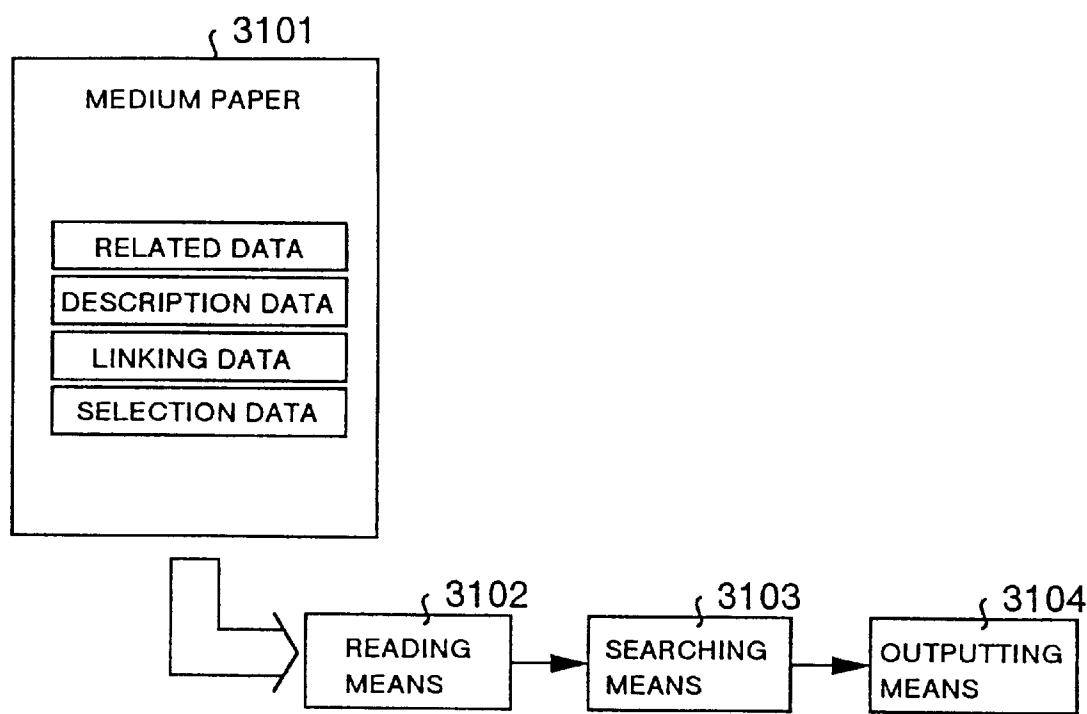 3101
MEDIUM PAPER
RELATED DATA
DESCRIPTION DATA
LINKING DATA
SELECTION DATA
3102
READING
MEANS
3103
SEARCHING
MEANS
3104
OUTPUTTING
MEANS